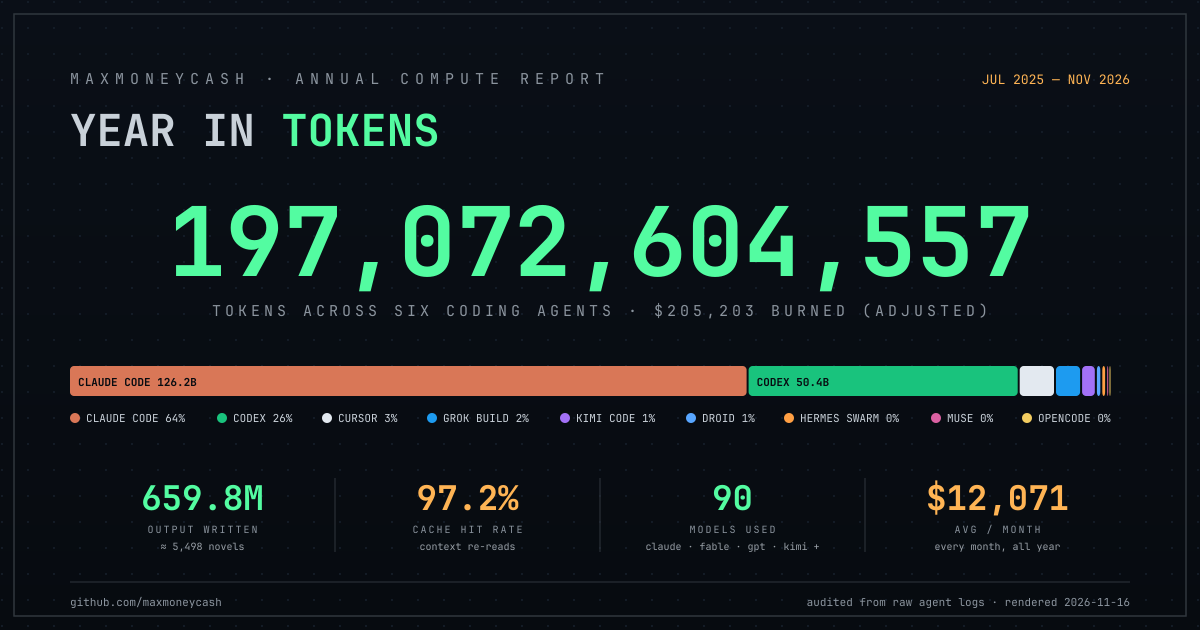 MAXMONEYCASH · ANNUAL COMPUTE REPORT
JUL 2025 — NOV 2026
YEAR IN TOKENS
197,072,604,557
TOKENS ACROSS SIX CODING AGENTS · $205,203 BURNED (ADJUSTED)
CLAUDE CODE 126.2B CODEX 50.4B
CLAUDE CODE 64% CODEX 26% CURSOR 3% GROK BUILD 2% KIMI CODE 1% DROID 1% HERMES SWARM 0% MUSE 0% OPENCODE 0%
659.8M 97.2% 90 $12,071
OUTPUT WRITTEN CACHE HIT RATE MODELS USED AVG / MONTH
≈ 5,498 novels context re-reads claude · fable · gpt · kimi + every month, all year
github.com/maxmoneycash audited from raw agent logs · rendered 2026-11-16